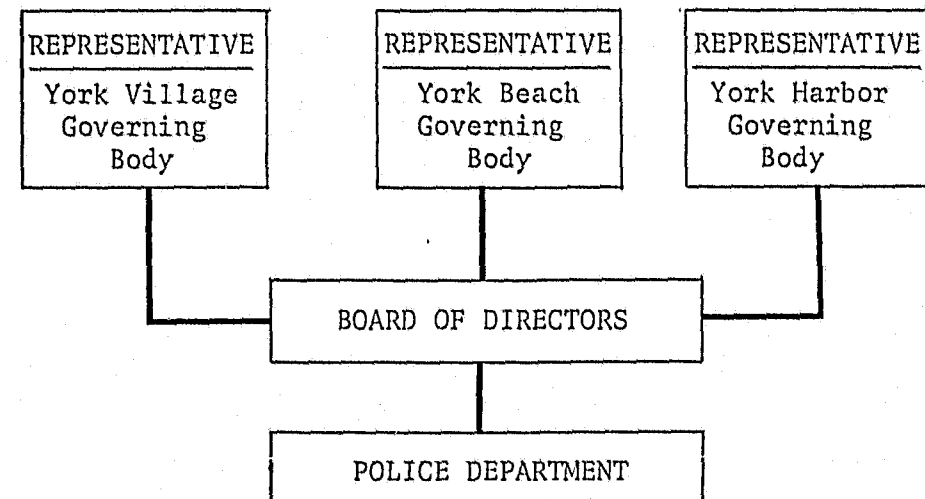 REPRESENTATIVE
York Village
Governing
Body
REPRESENTATIVE
York Beach
Governing
Body
REPRESENTATIVE
York Harbor
Governing
Body
BOARD OF DIRECTORS
POLICE DEPARTMENT